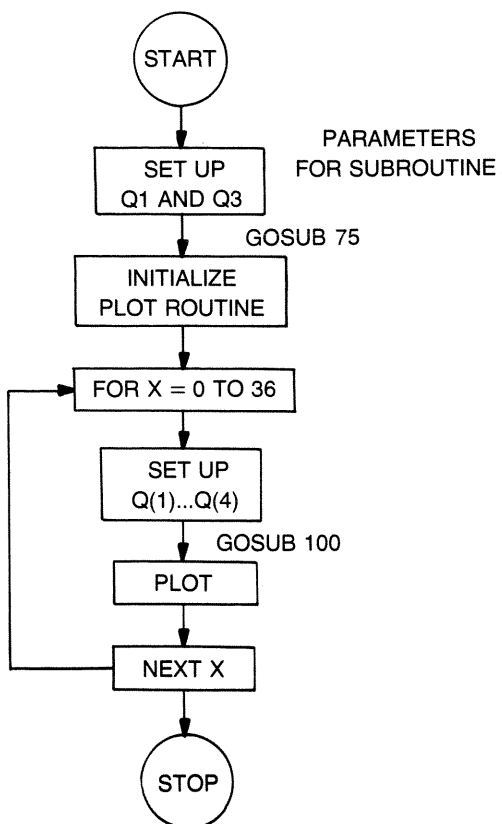 START
PARAMETERS
FOR SUBROUTINE
SET UP
Q1 AND Q3
GOSUB 75
INITIALIZE
PLOT ROUTINE
FOR X = 0 TO 36
SET UP
Q(1)...Q(4)
GOSUB 100
PLOT
NEXT X
STOP